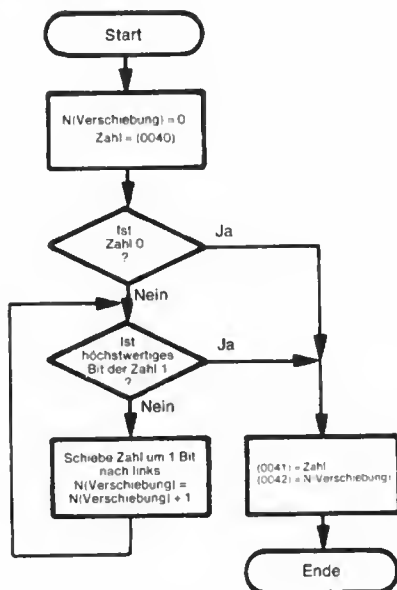 Start
N(Verschiebung) = 0
Zahl = (0040)
Ist
Zahl 0
?
Ja
Nein
Ist
höchstwertiges
Bit der Zahl 1
?
Ja
Nein
Schiebe Zahl um 1 Bit
nach links
N(Verschiebung) =
N(Verschiebung) + 1
(0041) = Zahl
(0042) = N(Verschiebung)
Ende